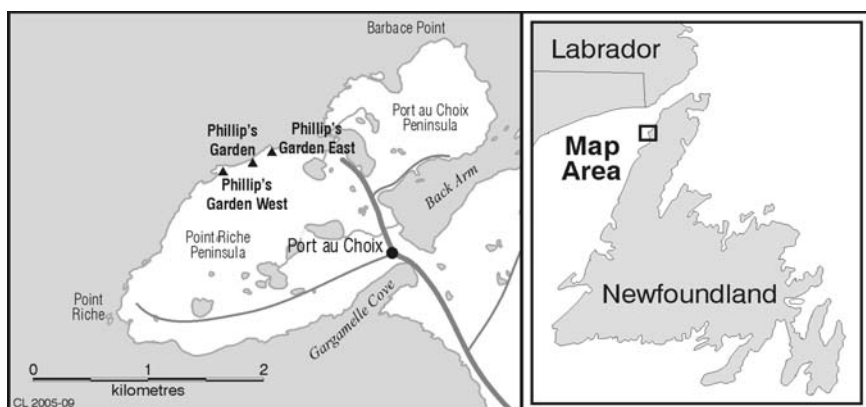 Barbace Point
Port au Choix
Peninsula
Phillip's
Garden
Phillip's
Garden East
Phillip's
Garden West
Back Arm
Point Riche
Peninsula
Port au Choix
Point
Riche
Gargamelle Cove
0 1 2
kilometres
CL 2005-09
Labrador
Map
Area
Newfoundland